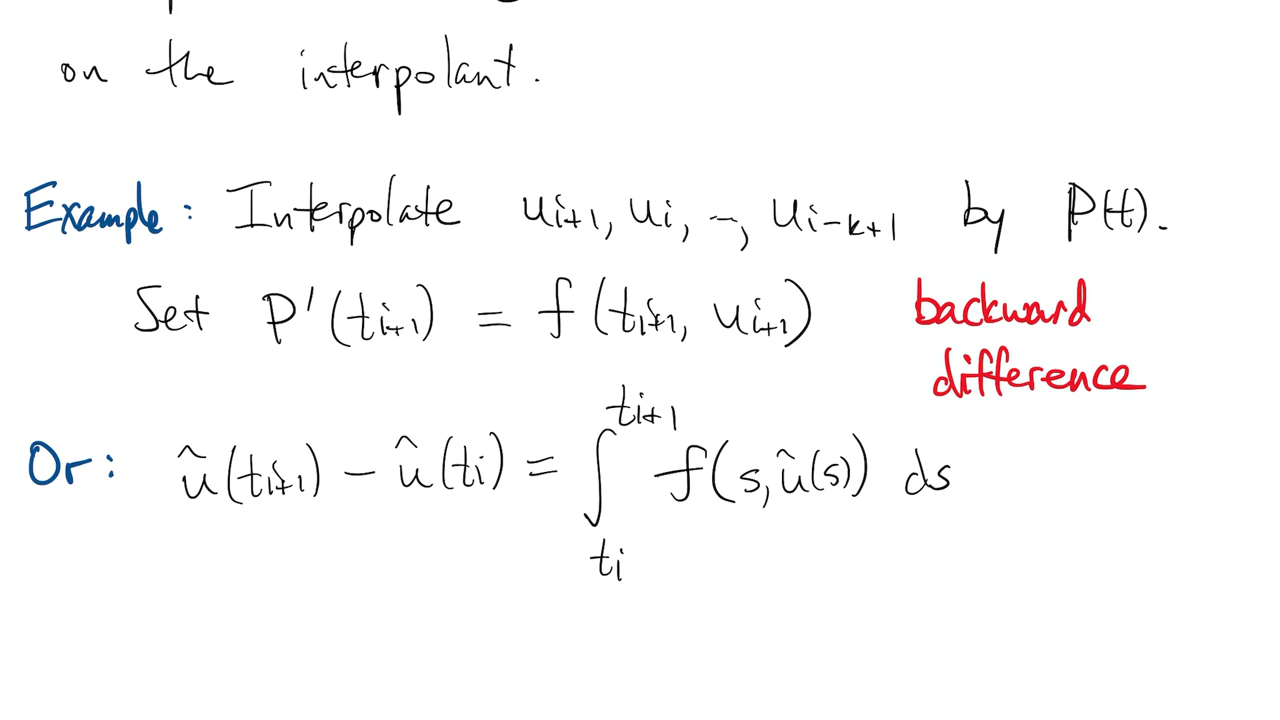 on the interpolant.
Example: Interpolate u_{i+1}, u_i, …, u_{i-k+1} by P(t).
Set P'(t_{i+1}) = f(t_{i+1}, u_{i+1}) backward
difference
Or: û(t_{i+1}) - û(t_i) = ∫_{t_i}^{t_{i+1}} f(s, û(s)) ds